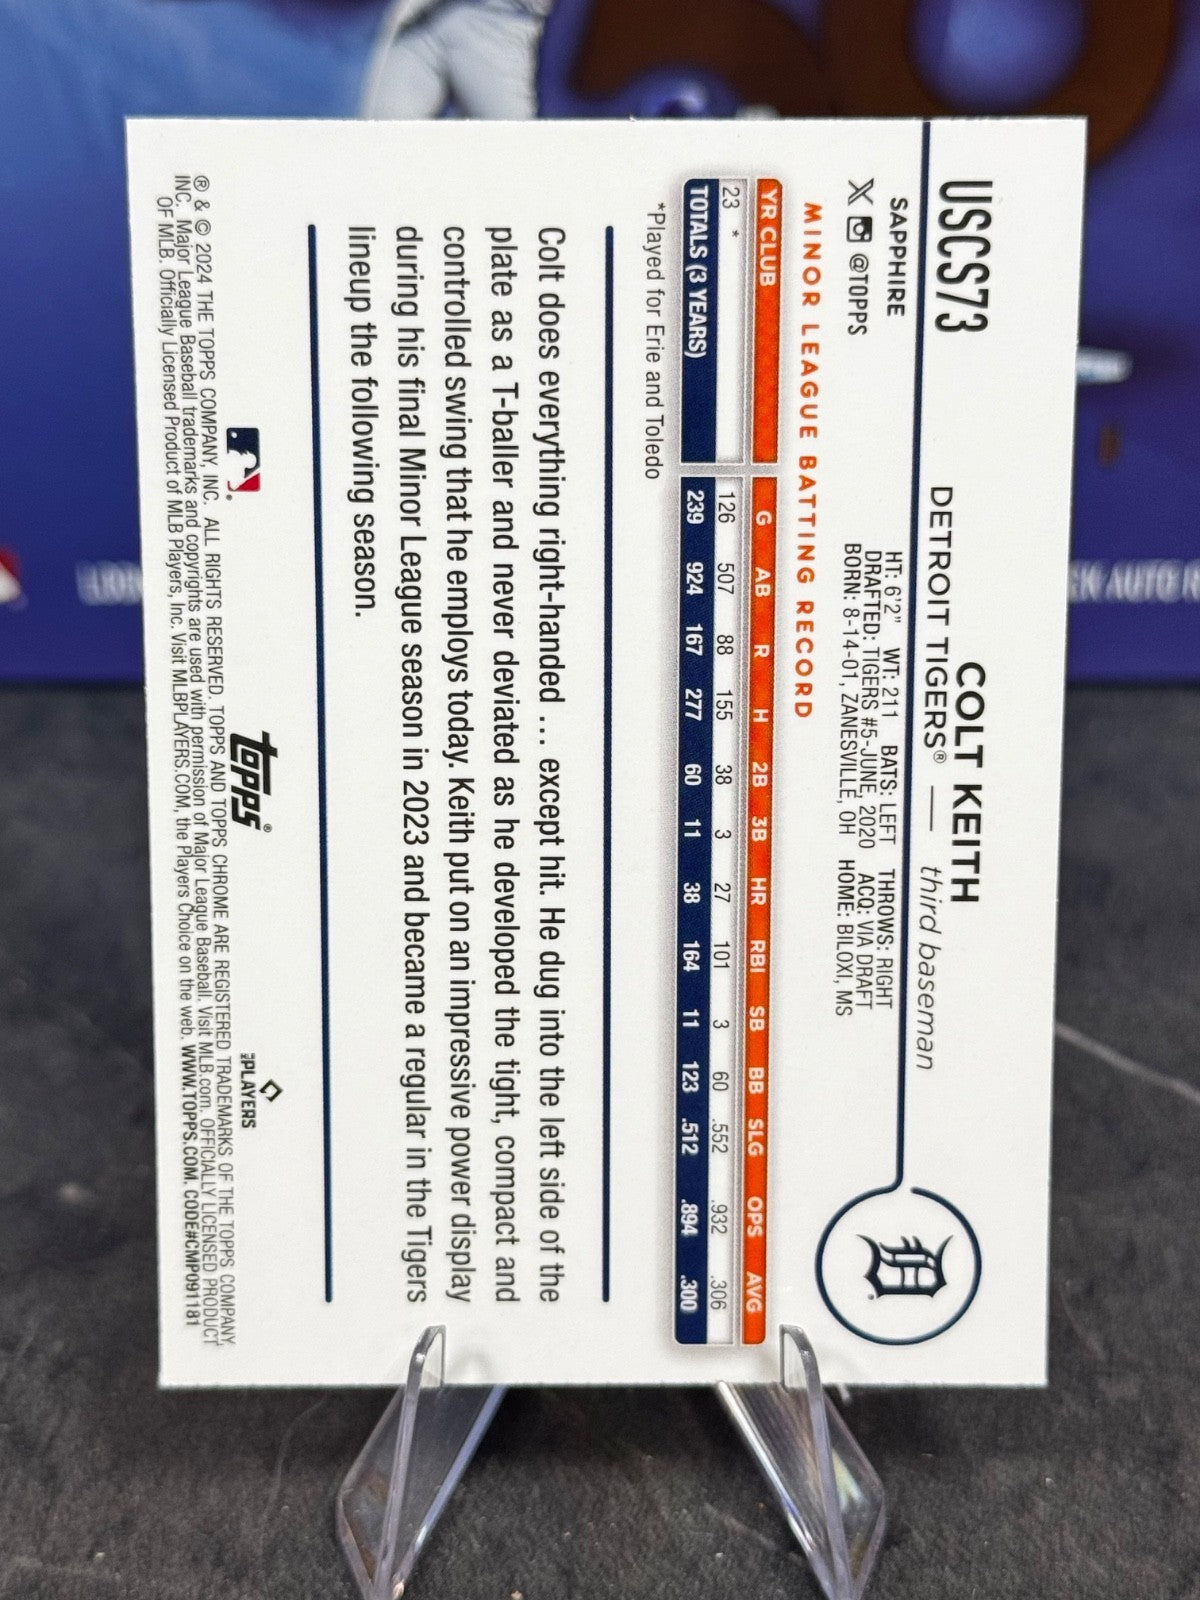 USCS73
COLT KEITH
DETROIT TIGERS® — third baseman
SAPPHIRE
X @TOPPS
HT: 6'2" WT: 211 BATS: LEFT THROWS: RIGHT
DRAFTED: TIGERS #5-JUNE, 2020 ACQ: VIA DRAFT
BORN: 8-14-01, ZANESVILLE, OH HOME: BILOXI, MS
MINOR LEAGUE BATTING RECORD
YR CLUB G AB R H 2B 3B HR RBI SB BB SLG OPS AVG
23 * 126 507 88 155 38 3 27 101 3 60 .552 .932 .306
TOTALS (3 YEARS) 239 924 167 277 60 11 38 164 11 123 .512 .894 .300
*Played for Erie and Toledo
Colt does everything right-handed ... except hit. He dug into the left side of the
plate as a T-baller and never deviated as he developed the tight, compact and
controlled swing that he employs today. Keith put on an impressive power display
during his final Minor League season in 2023 and became a regular in the Tigers
lineup the following season.
topps®
PLAYERS
® & © 2024 THE TOPPS COMPANY, INC. ALL RIGHTS RESERVED. TOPPS AND TOPPS CHROME ARE REGISTERED TRADEMARKS OF THE TOPPS COMPANY,
INC. Major League Baseball trademarks and copyrights are used with permission of Major League Baseball. Visit MLB.com. OFFICIALLY LICENSED PRODUCT
OF MLB. Officially Licensed Product of MLB Players, Inc. Visit MLBPLAYERS.COM, the Players Choice on the web. WWW.TOPPS.COM. CODE#CMP091181